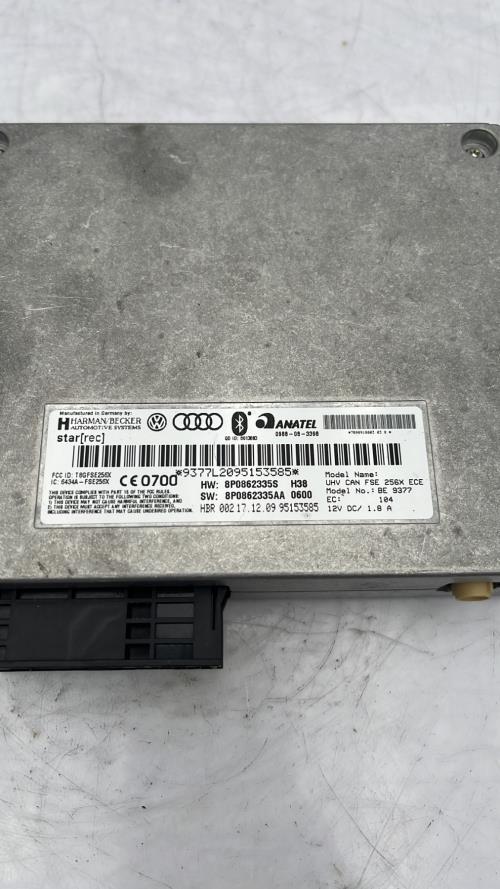 Manufactured in Germany by:
HARMAN/BECKER
AUTOMOTIVE SYSTEMS
ANATEL
0988-08-3398
star[rec]
*9377L2095153585*
FCC ID: T8GFSE256X
IC: 6434A-FSE256X
CE 0700
THIS DEVICE COMPLIES WITH PART 15 OF THE FCC RULES.
OPERATION IS SUBJECT TO THE FOLLOWING TWO CONDITIONS:
1) THIS DEVICE MAY NOT CAUSE HARMFUL INTERFERENCE, AND
2) THIS DEVICE MUST ACCEPT ANY INTERFERENCE RECEIVED,
INCLUDING INTERFERENCE THAT MAY CAUSE UNDESIRED OPERATION.
HW: 8P0862335S H38
SW: 8P0862335AA 0600
HBR 002 17.12.09 95153585
Model Name:
UHV CAN FSE 256X ECE
Model No.: BE 9377
EC: 104
12V DC/ 1.8 A